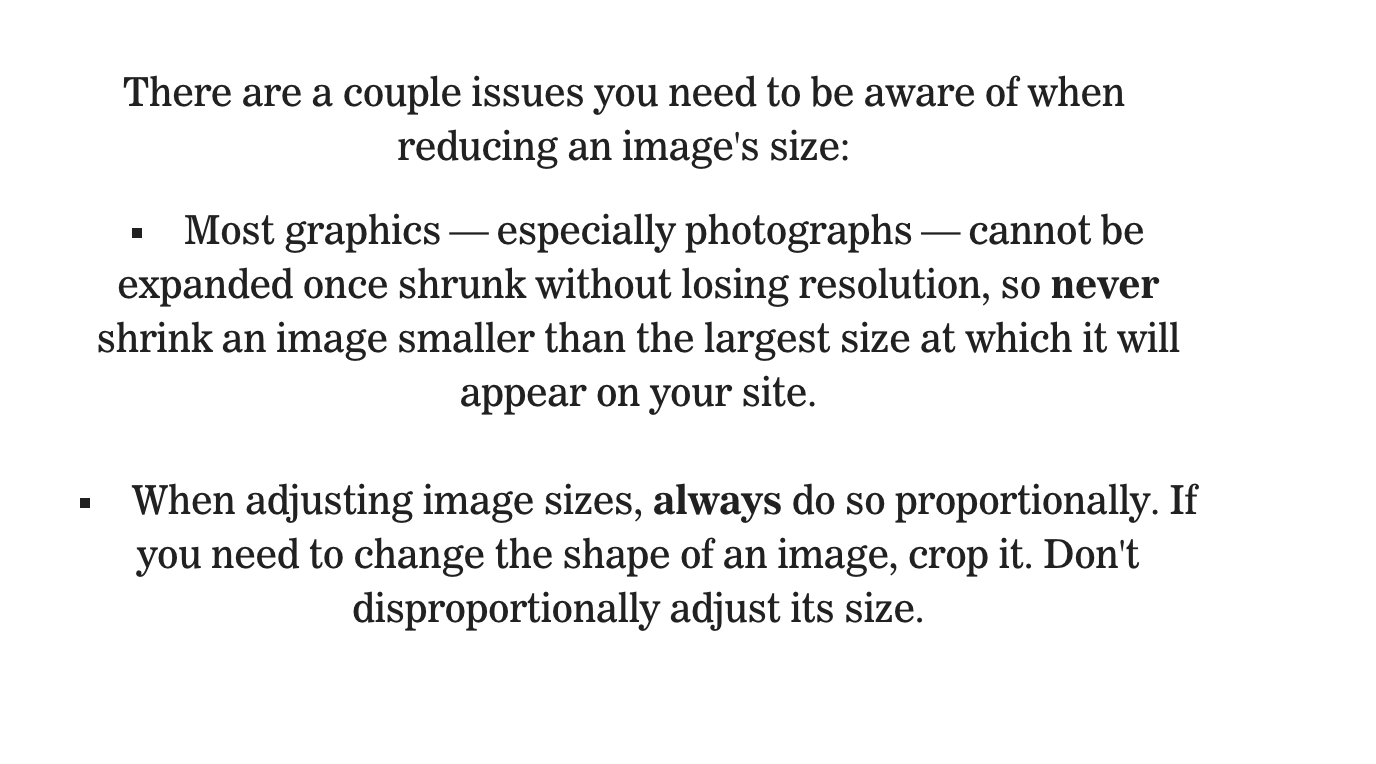 There are a couple issues you need to be aware of when
reducing an image's size:
▪ Most graphics — especially photographs — cannot be
expanded once shrunk without losing resolution, so never
shrink an image smaller than the largest size at which it will
appear on your site.
▪ When adjusting image sizes, always do so proportionally. If
you need to change the shape of an image, crop it. Don't
disproportionally adjust its size.